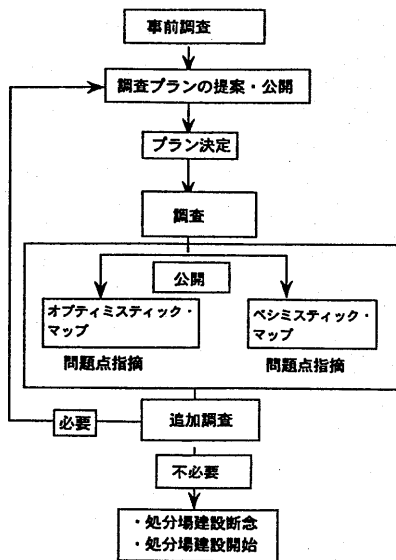 事前調査
調査プランの提案・公開
プラン決定
調査
公開
オプティミスティック・
マップ
ペシミスティック・
マップ
問題点指摘
問題点指摘
必要
追加調査
不必要
・処分場建設断念
・処分場建設開始